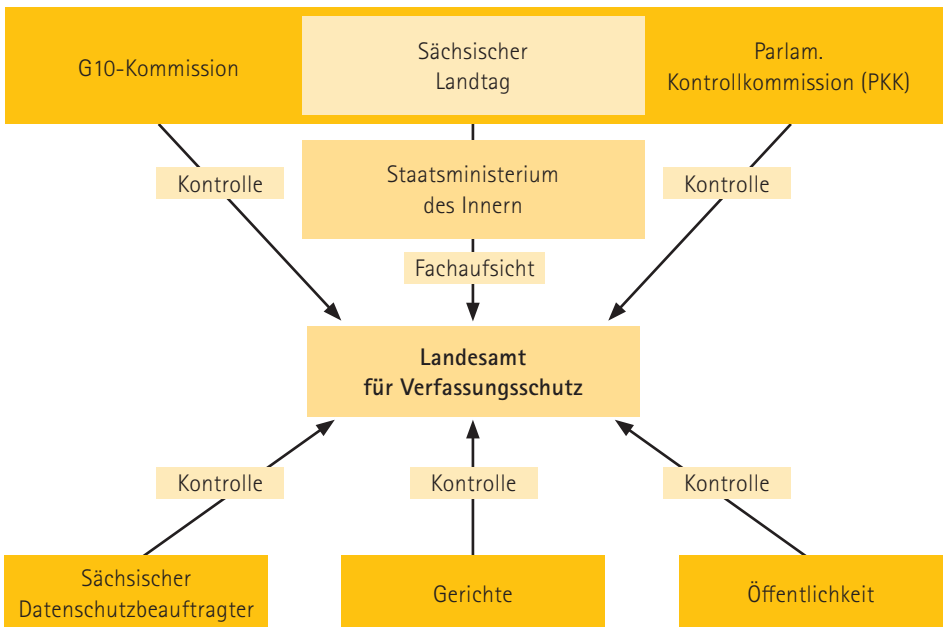 G10-Kommission
Sächsischer
Landtag
Parlam.
Kontrollkommission (PKK)
Kontrolle
Staatsministerium
des Innern
Kontrolle
Fachaufsicht
Landesamt
für Verfassungsschutz
Kontrolle
Kontrolle
Kontrolle
Sächsischer
Datenschutzbeauftragter
Gerichte
Öffentlichkeit